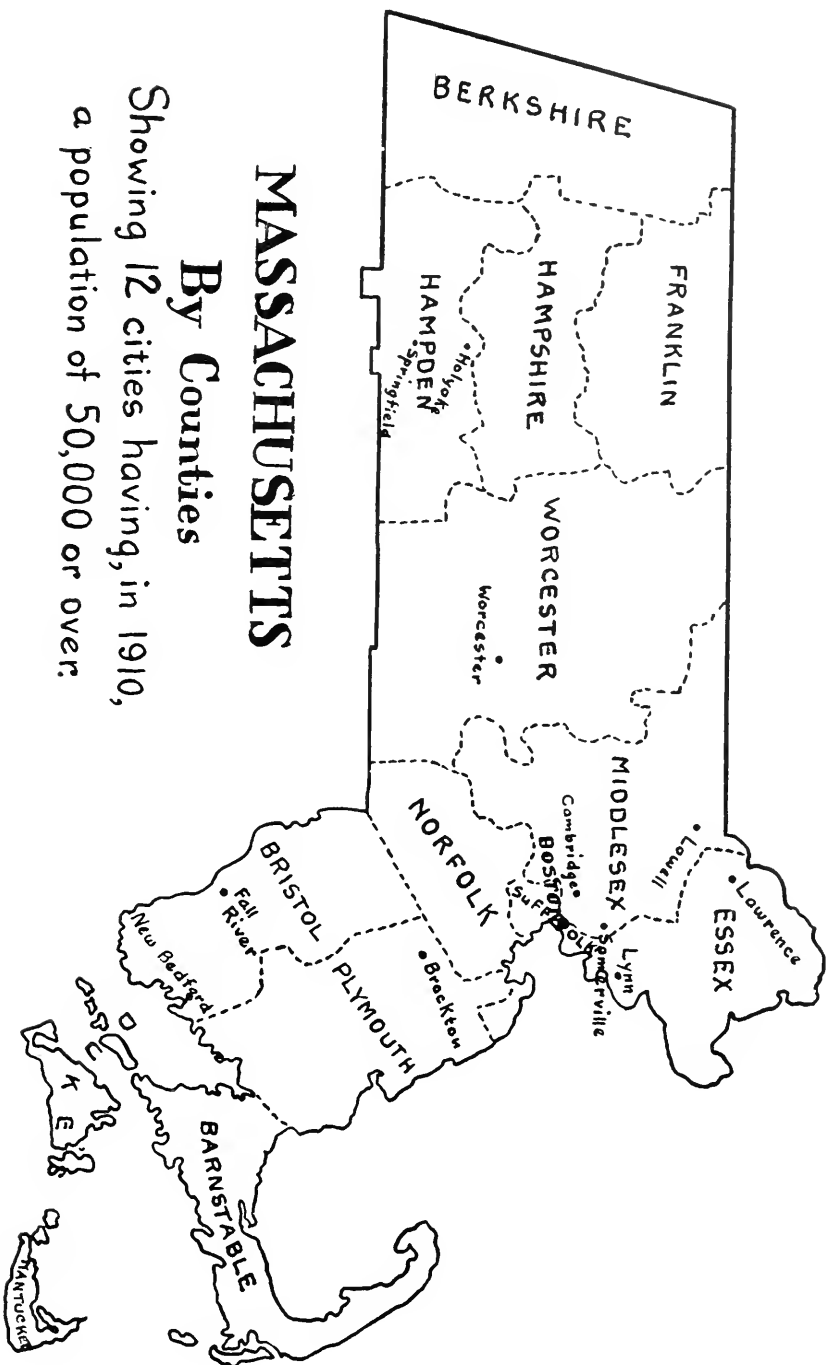 MASSACHUSETTS
By Counties
Showing 12 cities having, in 1910,
a population of 50,000 or over.
BERKSHIRE
FRANKLIN
HAMPSHIRE
HAMPDEN
Holyoke
Springfield
WORCESTER
Worcester
MIDDLESEX
Lowell
Cambridge
Somerville
ESSEX
Lawrence
Lynn
BOSTON
SUFFOLK
NORFOLK
BRISTOL
Fall
River
New Bedford
PLYMOUTH
Brockton
BARNSTABLE
K E
NANTUCKET